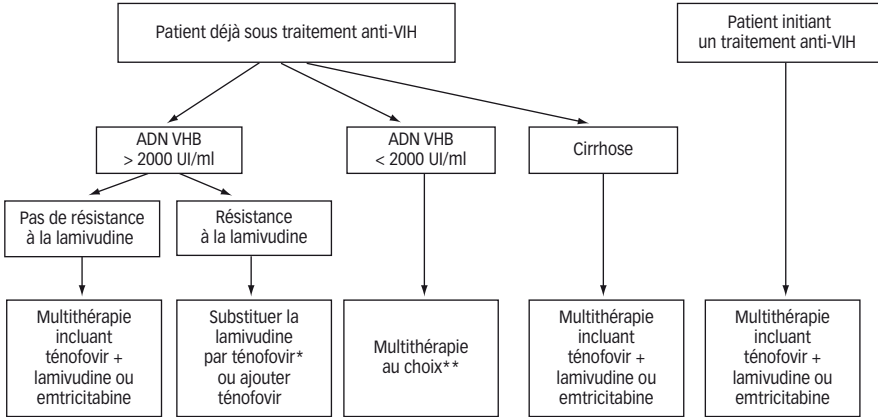 Patient déjà sous traitement anti-VIH
Patient initiant
un traitement anti-VIH
ADN VHB
> 2000 UI/ml
ADN VHB
< 2000 UI/ml
Cirrhose
Pas de résistance
à la lamivudine
Résistance
à la lamivudine
Multithérapie
incluant
ténofovir +
lamivudine ou
emtricitabine
Substituer la
lamivudine
par ténofovir*
ou ajouter
ténofovir
Multithérapie
au choix**
Multithérapie
incluant
ténofovir +
lamivudine ou
emtricitabine
Multithérapie
incluant
ténofovir +
lamivudine ou
emtricitabine